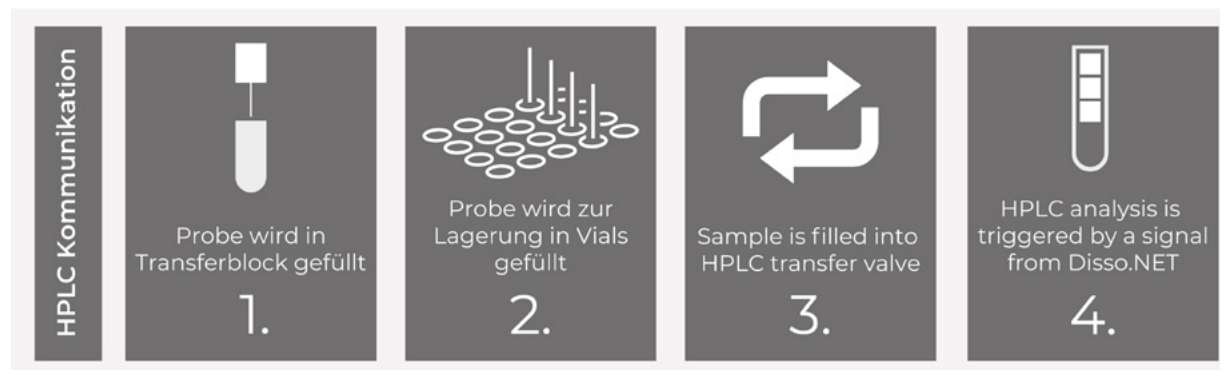 HPLC Kommunikation
Probe wird in
Transferblock gefüllt
1.
Probe wird zur
Lagerung in Vials
gefüllt
2.
Sample is filled into
HPLC transfer valve
3.
HPLC analysis is
triggered by a signal
from Disso.NET
4.